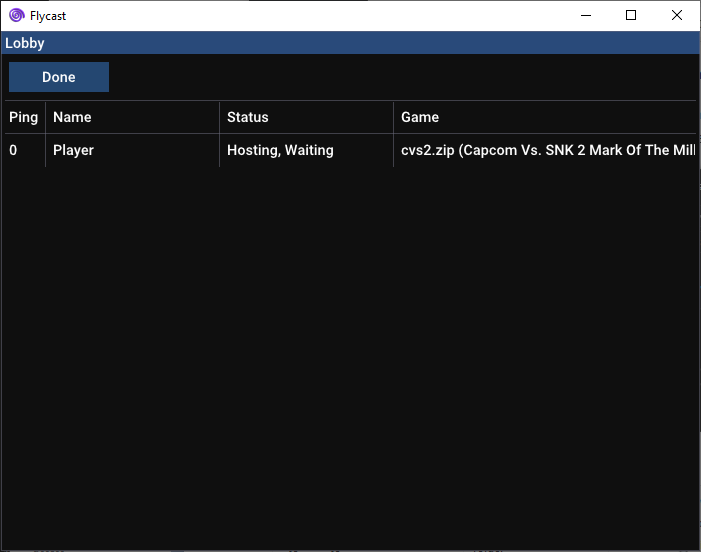 Flycast
Lobby
Done
Ping Name Status Game
0 Player Hosting, Waiting cvs2.zip (Capcom Vs. SNK 2 Mark Of The Mill